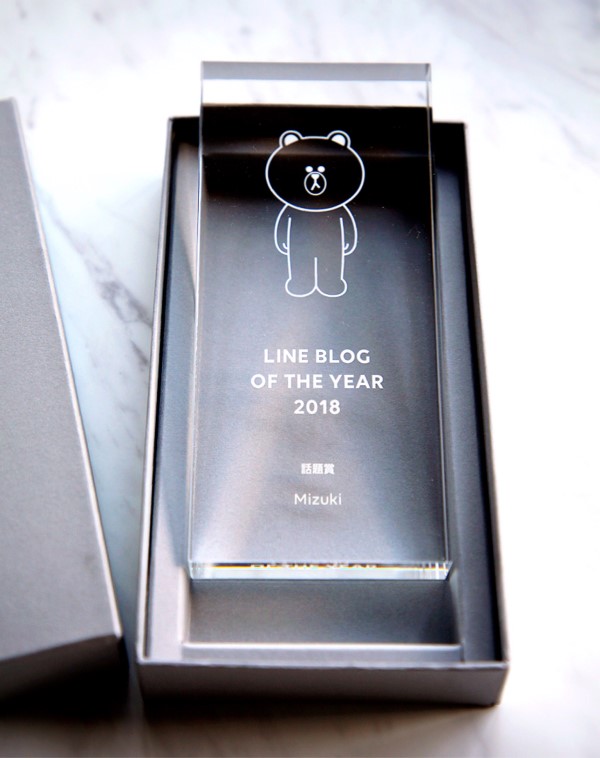 LINE BLOG
OF THE YEAR
2018
話題賞
Mizuki